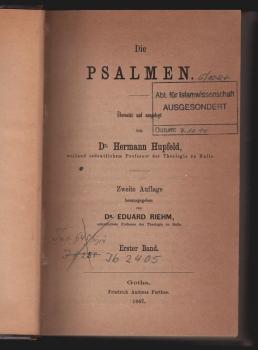 Die
PSALMEN.
Abt. für Islamwissenschaft
AUSGESONDERT
Datum:
Übersetzt und ausgelegt
von
Dr. Hermann Hupfeld,
weiland ordentlichem Professor der Theologie zu Halle.
Zweite Auflage
herausgegeben
von
Dr. EDUARD RIEHM,
ordentlichem Professor der Theologie zu Halle.
Erster Band.
Jb 2405
Gotha.
Friedrich Andreas Perthes.
1867.